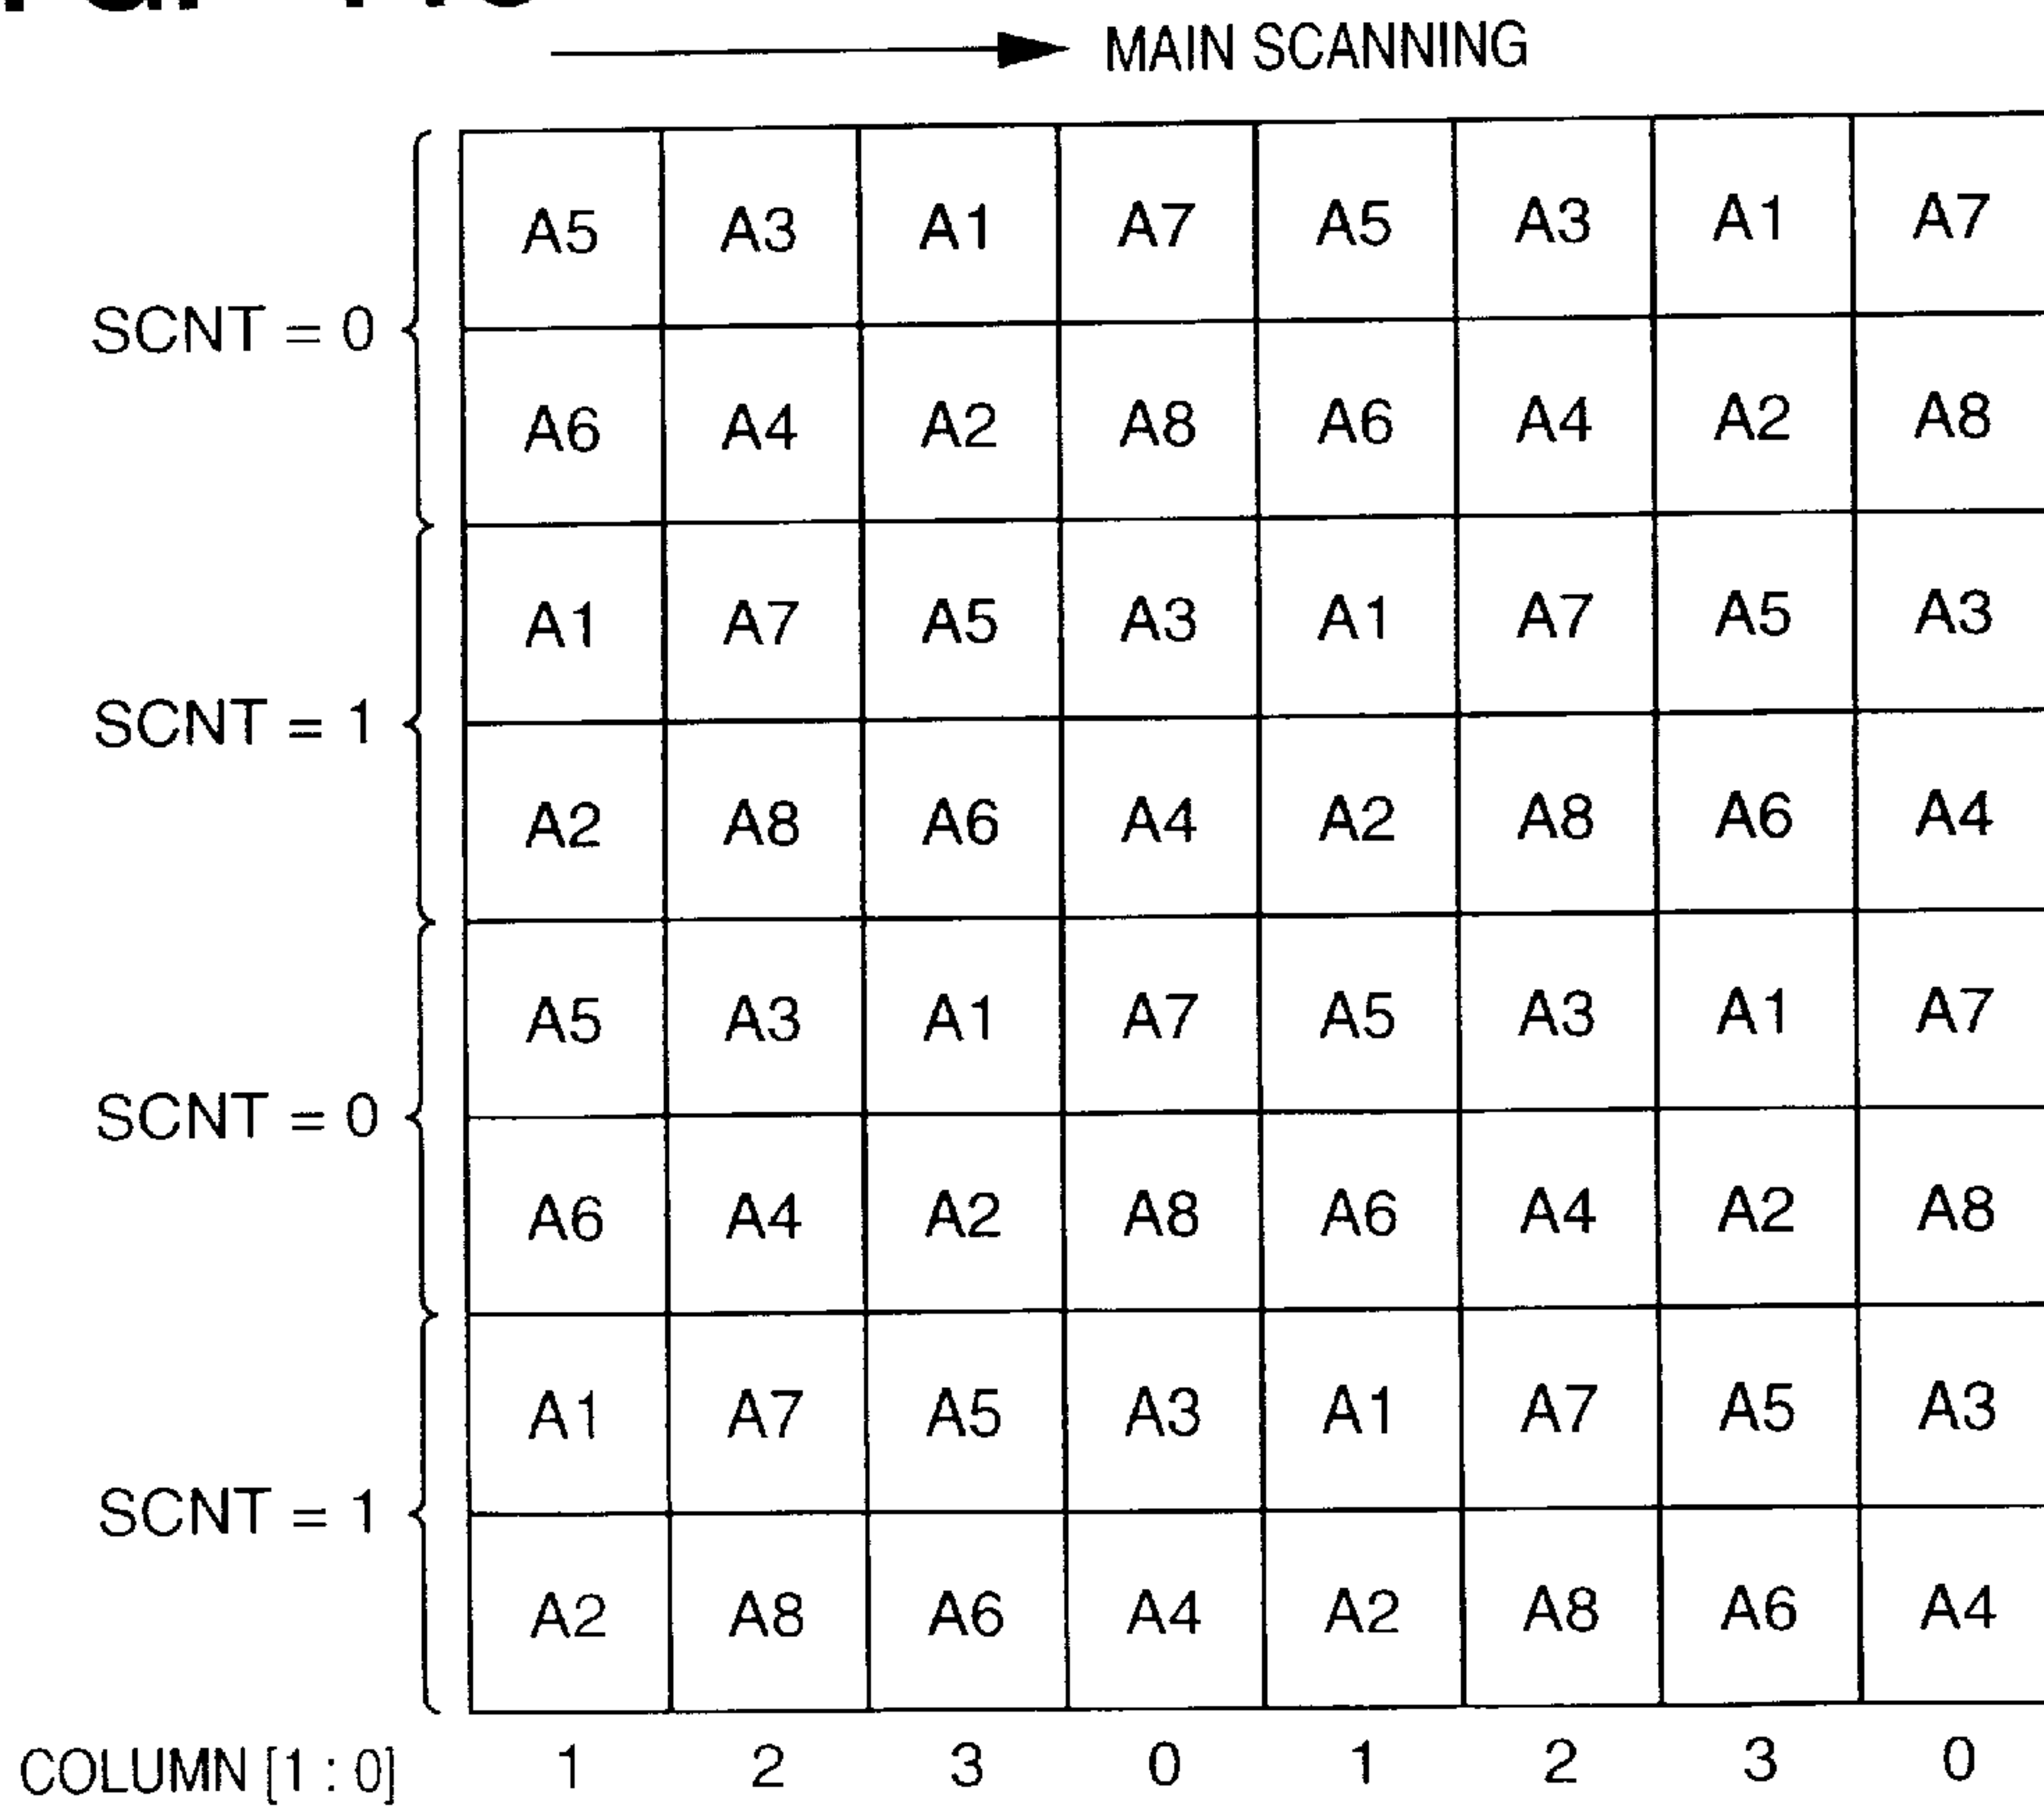 MAIN SCANNING
A5 A3 A1 A7 A5 A3 A1 A7
SCNT = 0
A6 A4 A2 A8 A6 A4 A2 A8
A1 A7 A5 A3 A1 A7 A5 A3
SCNT = 1
A2 A8 A6 A4 A2 A8 A6 A4
A5 A3 A1 A7 A5 A3 A1 A7
SCNT = 0
A6 A4 A2 A8 A6 A4 A2 A8
A1 A7 A5 A3 A1 A7 A5 A3
SCNT = 1
A2 A8 A6 A4 A2 A8 A6 A4
COLUMN [1 : 0] 1 2 3 0 1 2 3 0